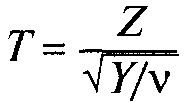 T = Z / √(Y/ν)